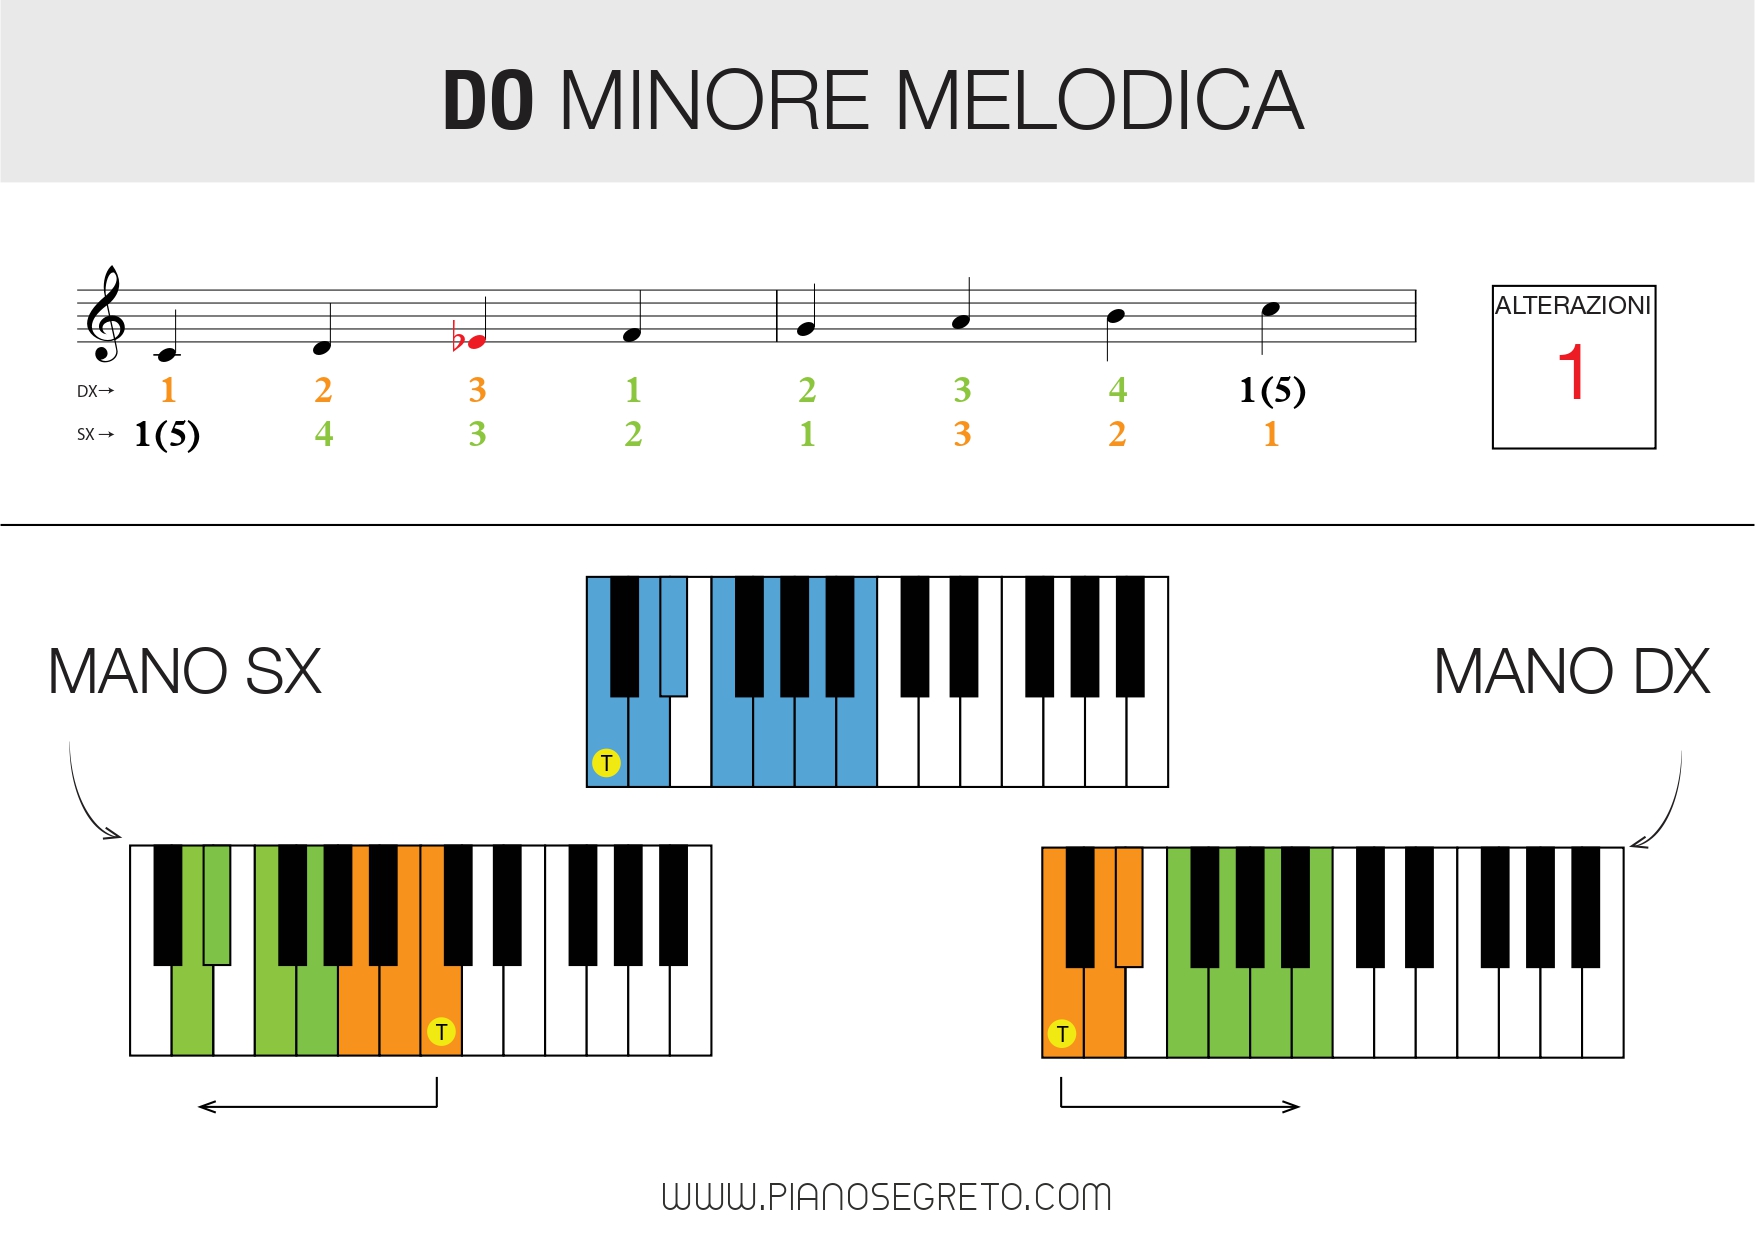 DO MINORE MELODICA
ALTERAZIONI
1
DX→ 1 2 3 1 2 3 4 1(5)
SX→ 1(5) 4 3 2 1 3 2 1
MANO SX
MANO DX
T
T
T
WWW.PIANOSEGRETO.COM